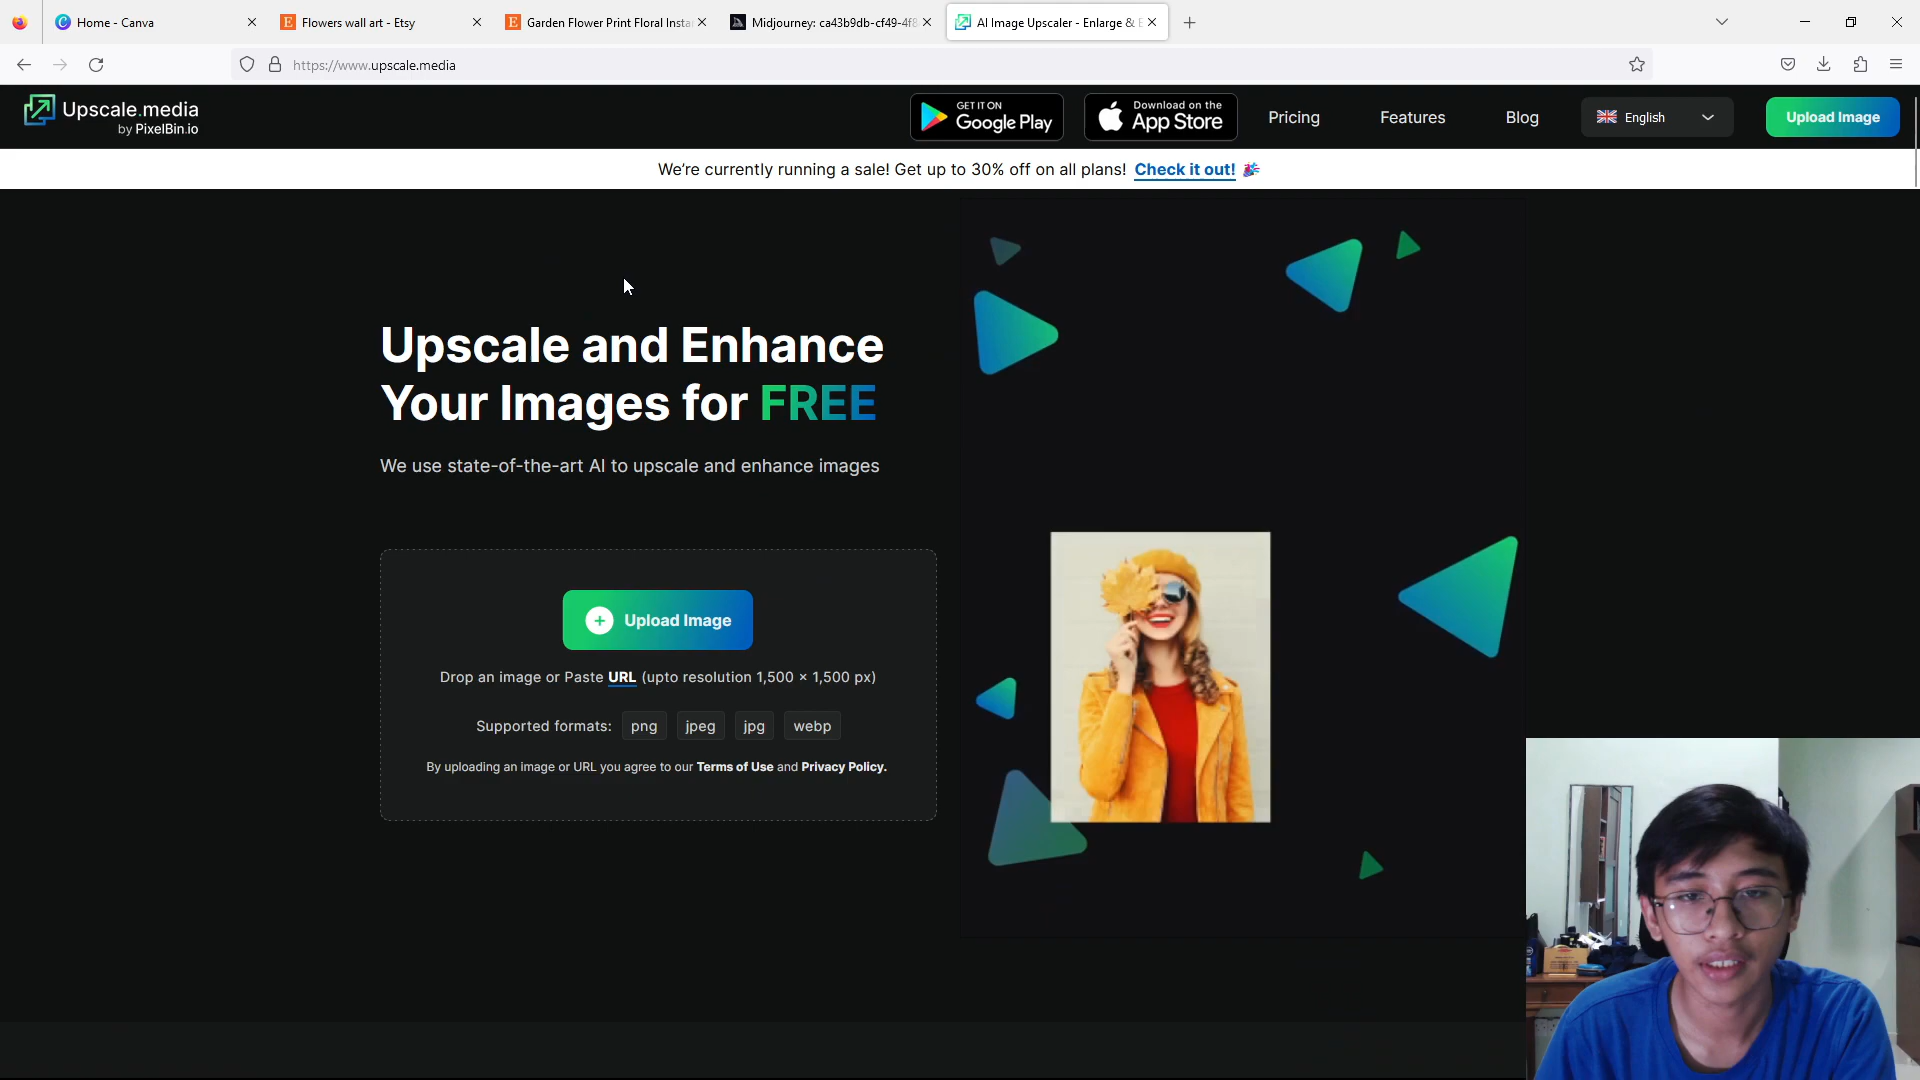 Home - Canva
Flowers wall art - Etsy
Garden Flower Print Floral Insta
Midjourney: ca43b9db-cf49-4f8
AI Image Upscaler - Enlarge & E
https://www.upscale.media
Upscale.media
by PixelBin.io
GET IT ON
Google Play
Download on the
App Store
Pricing
Features
Blog
English
Upload Image
We're currently running a sale! Get up to 30% off on all plans! Check it out!
Upscale and Enhance
Your Images for FREE
We use state-of-the-art AI to upscale and enhance images
Upload Image
Drop an image or Paste URL (upto resolution 1,500 × 1,500 px)
Supported formats: png jpeg jpg webp
By uploading an image or URL you agree to our Terms of Use and Privacy Policy.